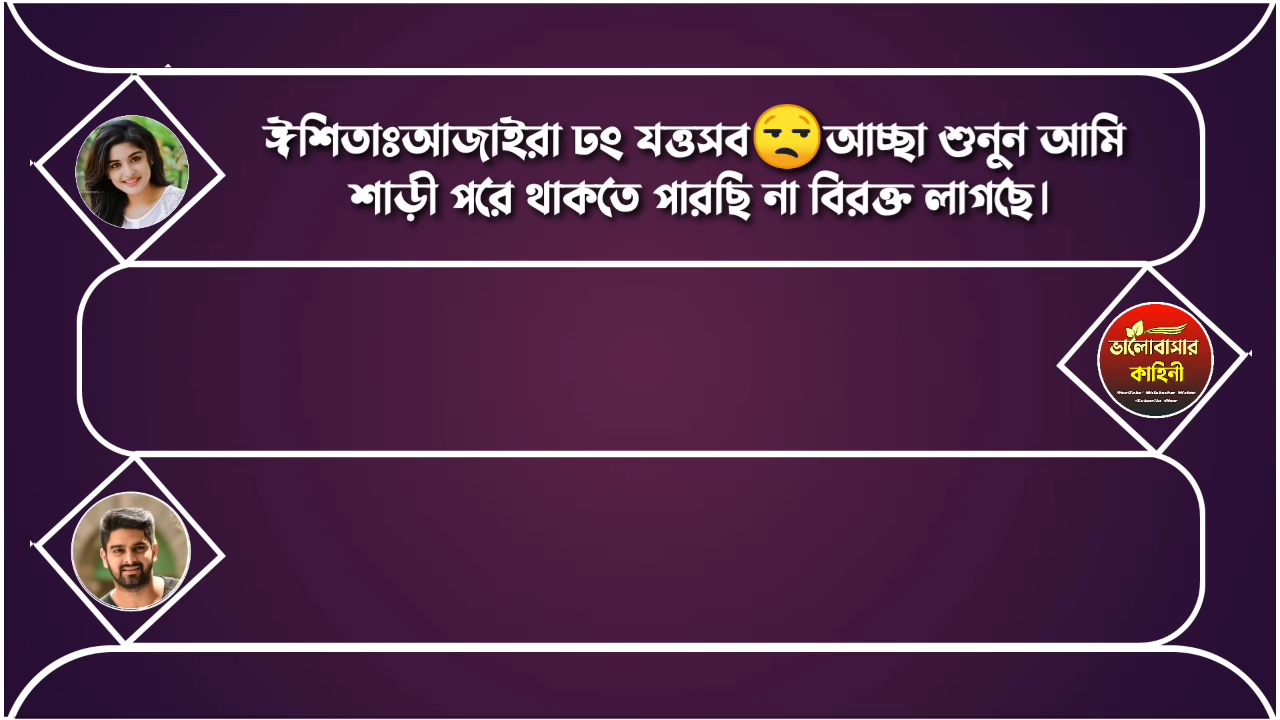 ঈশিতাঃআজাইরা ঢং যত্তসব😒আচ্ছা শুনুন আমি
শাড়ী পরে থাকতে পারছি না বিরক্ত লাগছে।
ভালোবাসার
কাহিনী